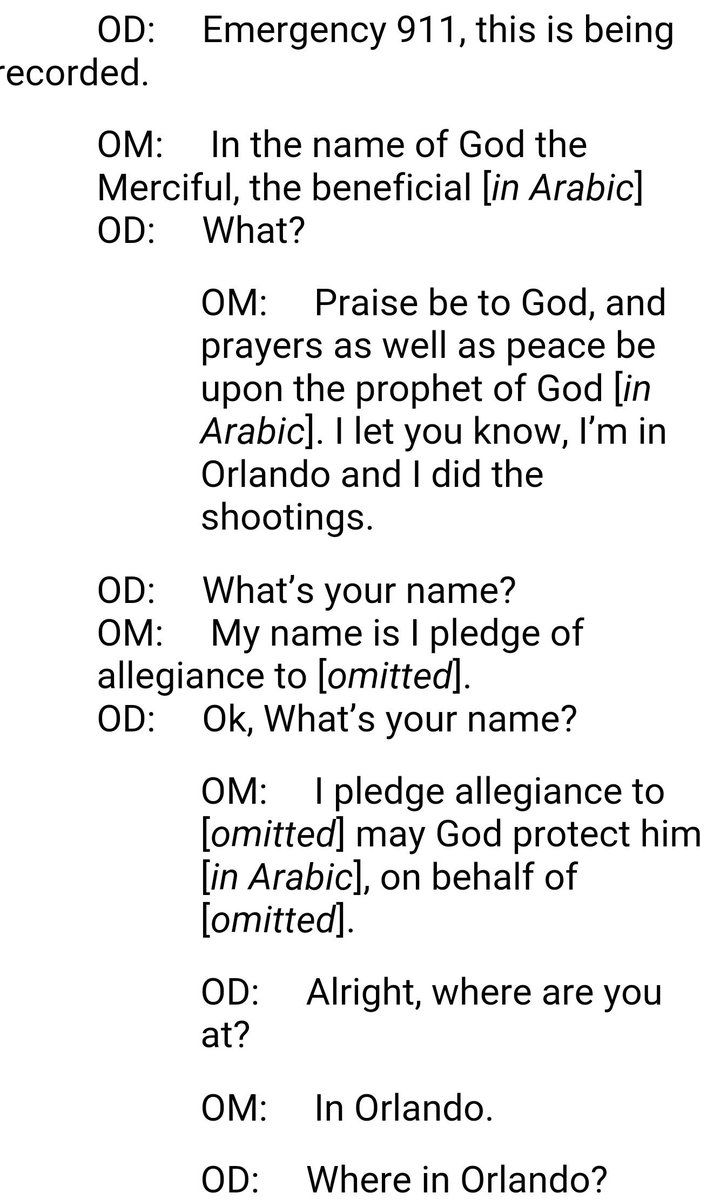 OD: Emergency 911, this is being
recorded.
OM: In the name of God the
Merciful, the beneficial [in Arabic]
OD: What?
OM: Praise be to God, and
prayers as well as peace be
upon the prophet of God [in
Arabic]. I let you know, I’m in
Orlando and I did the
shootings.
OD: What’s your name?
OM: My name is I pledge of
allegiance to [omitted].
OD: Ok, What’s your name?
OM: I pledge allegiance to
[omitted] may God protect him
[in Arabic], on behalf of
[omitted].
OD: Alright, where are you
at?
OM: In Orlando.
OD: Where in Orlando?